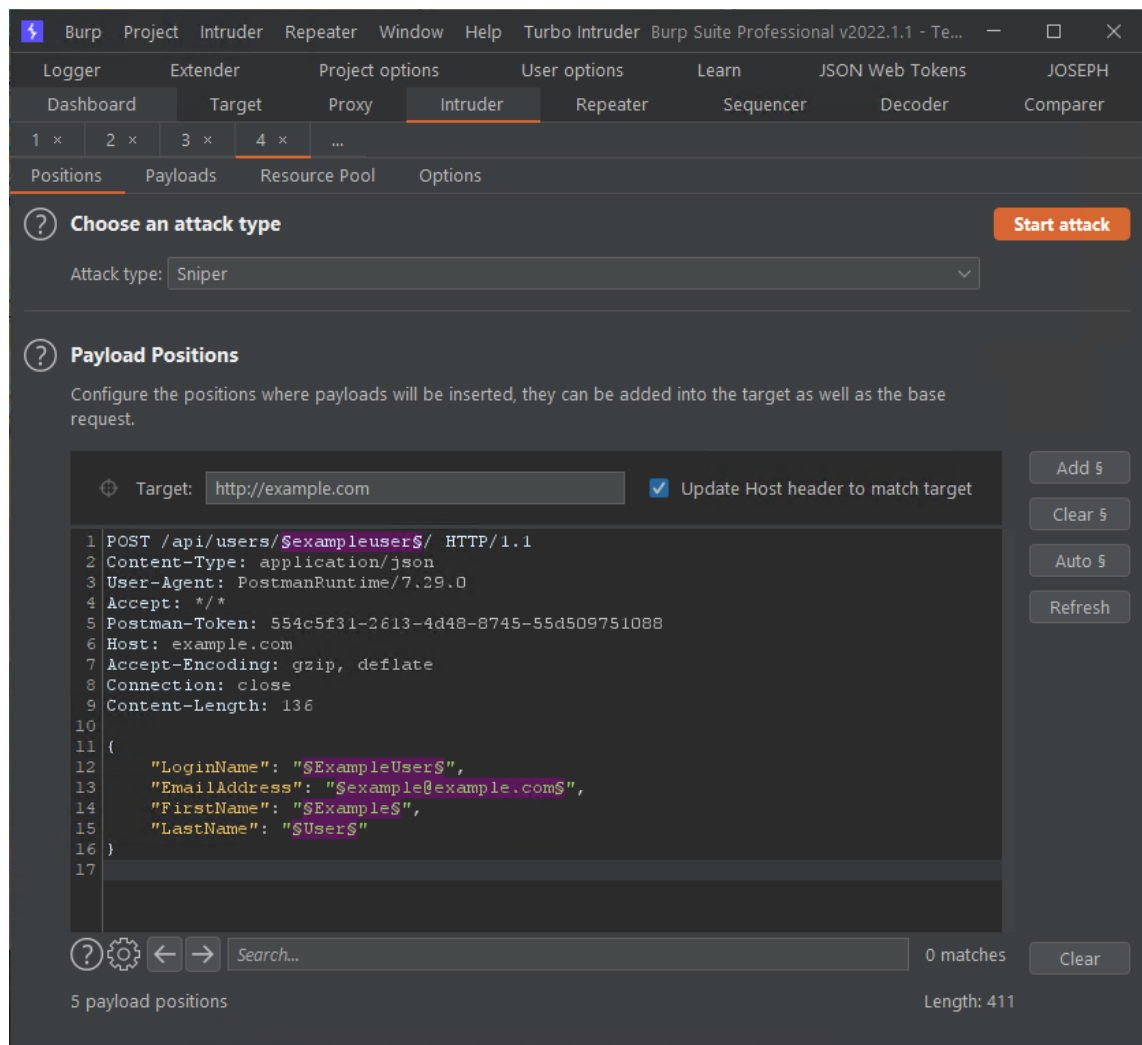 Burp Project Intruder Repeater Window Help Turbo Intruder Burp Suite Professional v2022.1.1 - Te...
Logger Extender Project options User options Learn JSON Web Tokens JOSEPH
Dashboard Target Proxy Intruder Repeater Sequencer Decoder Comparer
1 × 2 × 3 × 4 × ...
Positions Payloads Resource Pool Options
? Choose an attack type Start attack
Attack type: Sniper
? Payload Positions
Configure the positions where payloads will be inserted, they can be added into the target as well as the base
request.
Add §
Target: http://example.com Update Host header to match target
Clear §
1 POST /api/users/§exampleuser§/ HTTP/1.1
2 Content-Type: application/json
Auto §
3 User-Agent: PostmanRuntime/7.29.0
4 Accept: */*
Refresh
5 Postman-Token: 554c5f31-2613-4d48-8745-55d509751088
6 Host: example.com
7 Accept-Encoding: gzip, deflate
8 Connection: close
9 Content-Length: 136
10
11 {
12 "LoginName": "§ExampleUser§",
13 "EmailAddress": "§example@example.com§",
14 "FirstName": "§Example§",
15 "LastName": "§User§"
16 }
17
? Search... 0 matches Clear
5 payload positions Length: 411